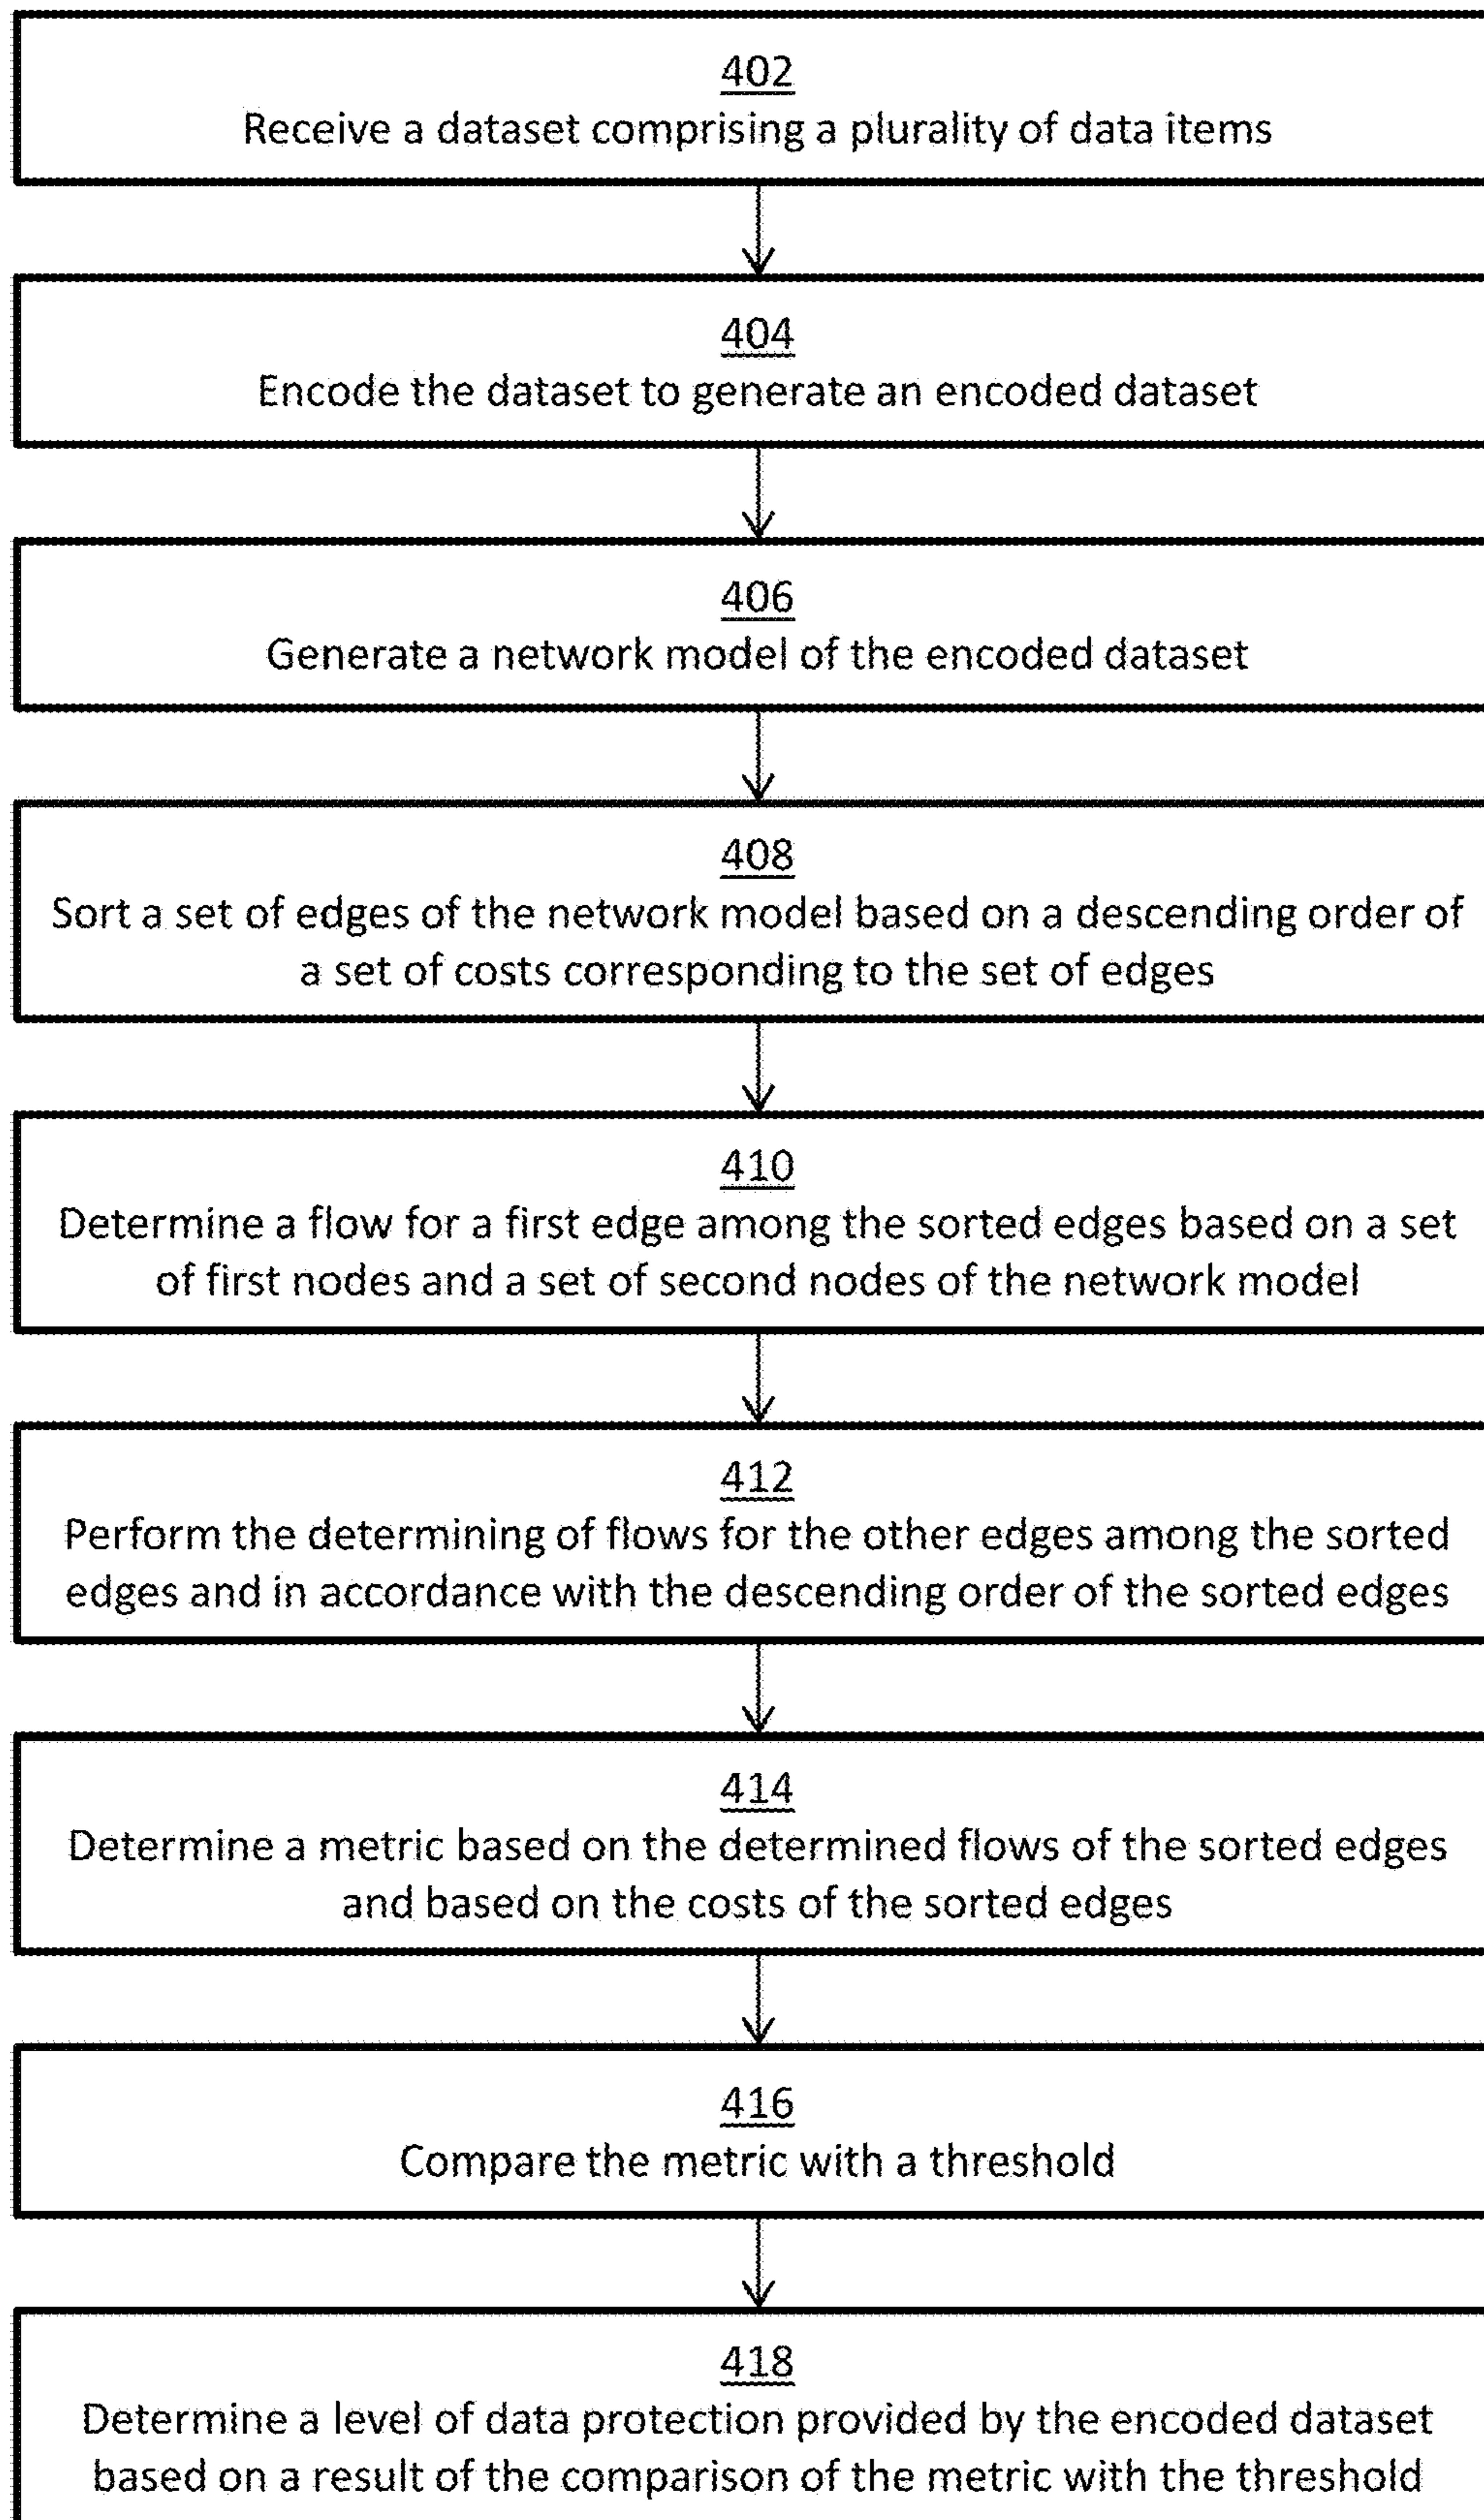 402
Receive a dataset comprising a plurality of data items
404
Encode the dataset to generate an encoded dataset
406
Generate a network model of the encoded dataset
408
Sort a set of edges of the network model based on a descending order of
a set of costs corresponding to the set of edges
410
Determine a flow for a first edge among the sorted edges based on a set
of first nodes and a set of second nodes of the network model
412
Perform the determining of flows for the other edges among the sorted
edges and in accordance with the descending order of the sorted edges
414
Determine a metric based on the determined flows of the sorted edges
and based on the costs of the sorted edges
416
Compare the metric with a threshold
418
Determine a level of data protection provided by the encoded dataset
based on a result of the comparison of the metric with the threshold